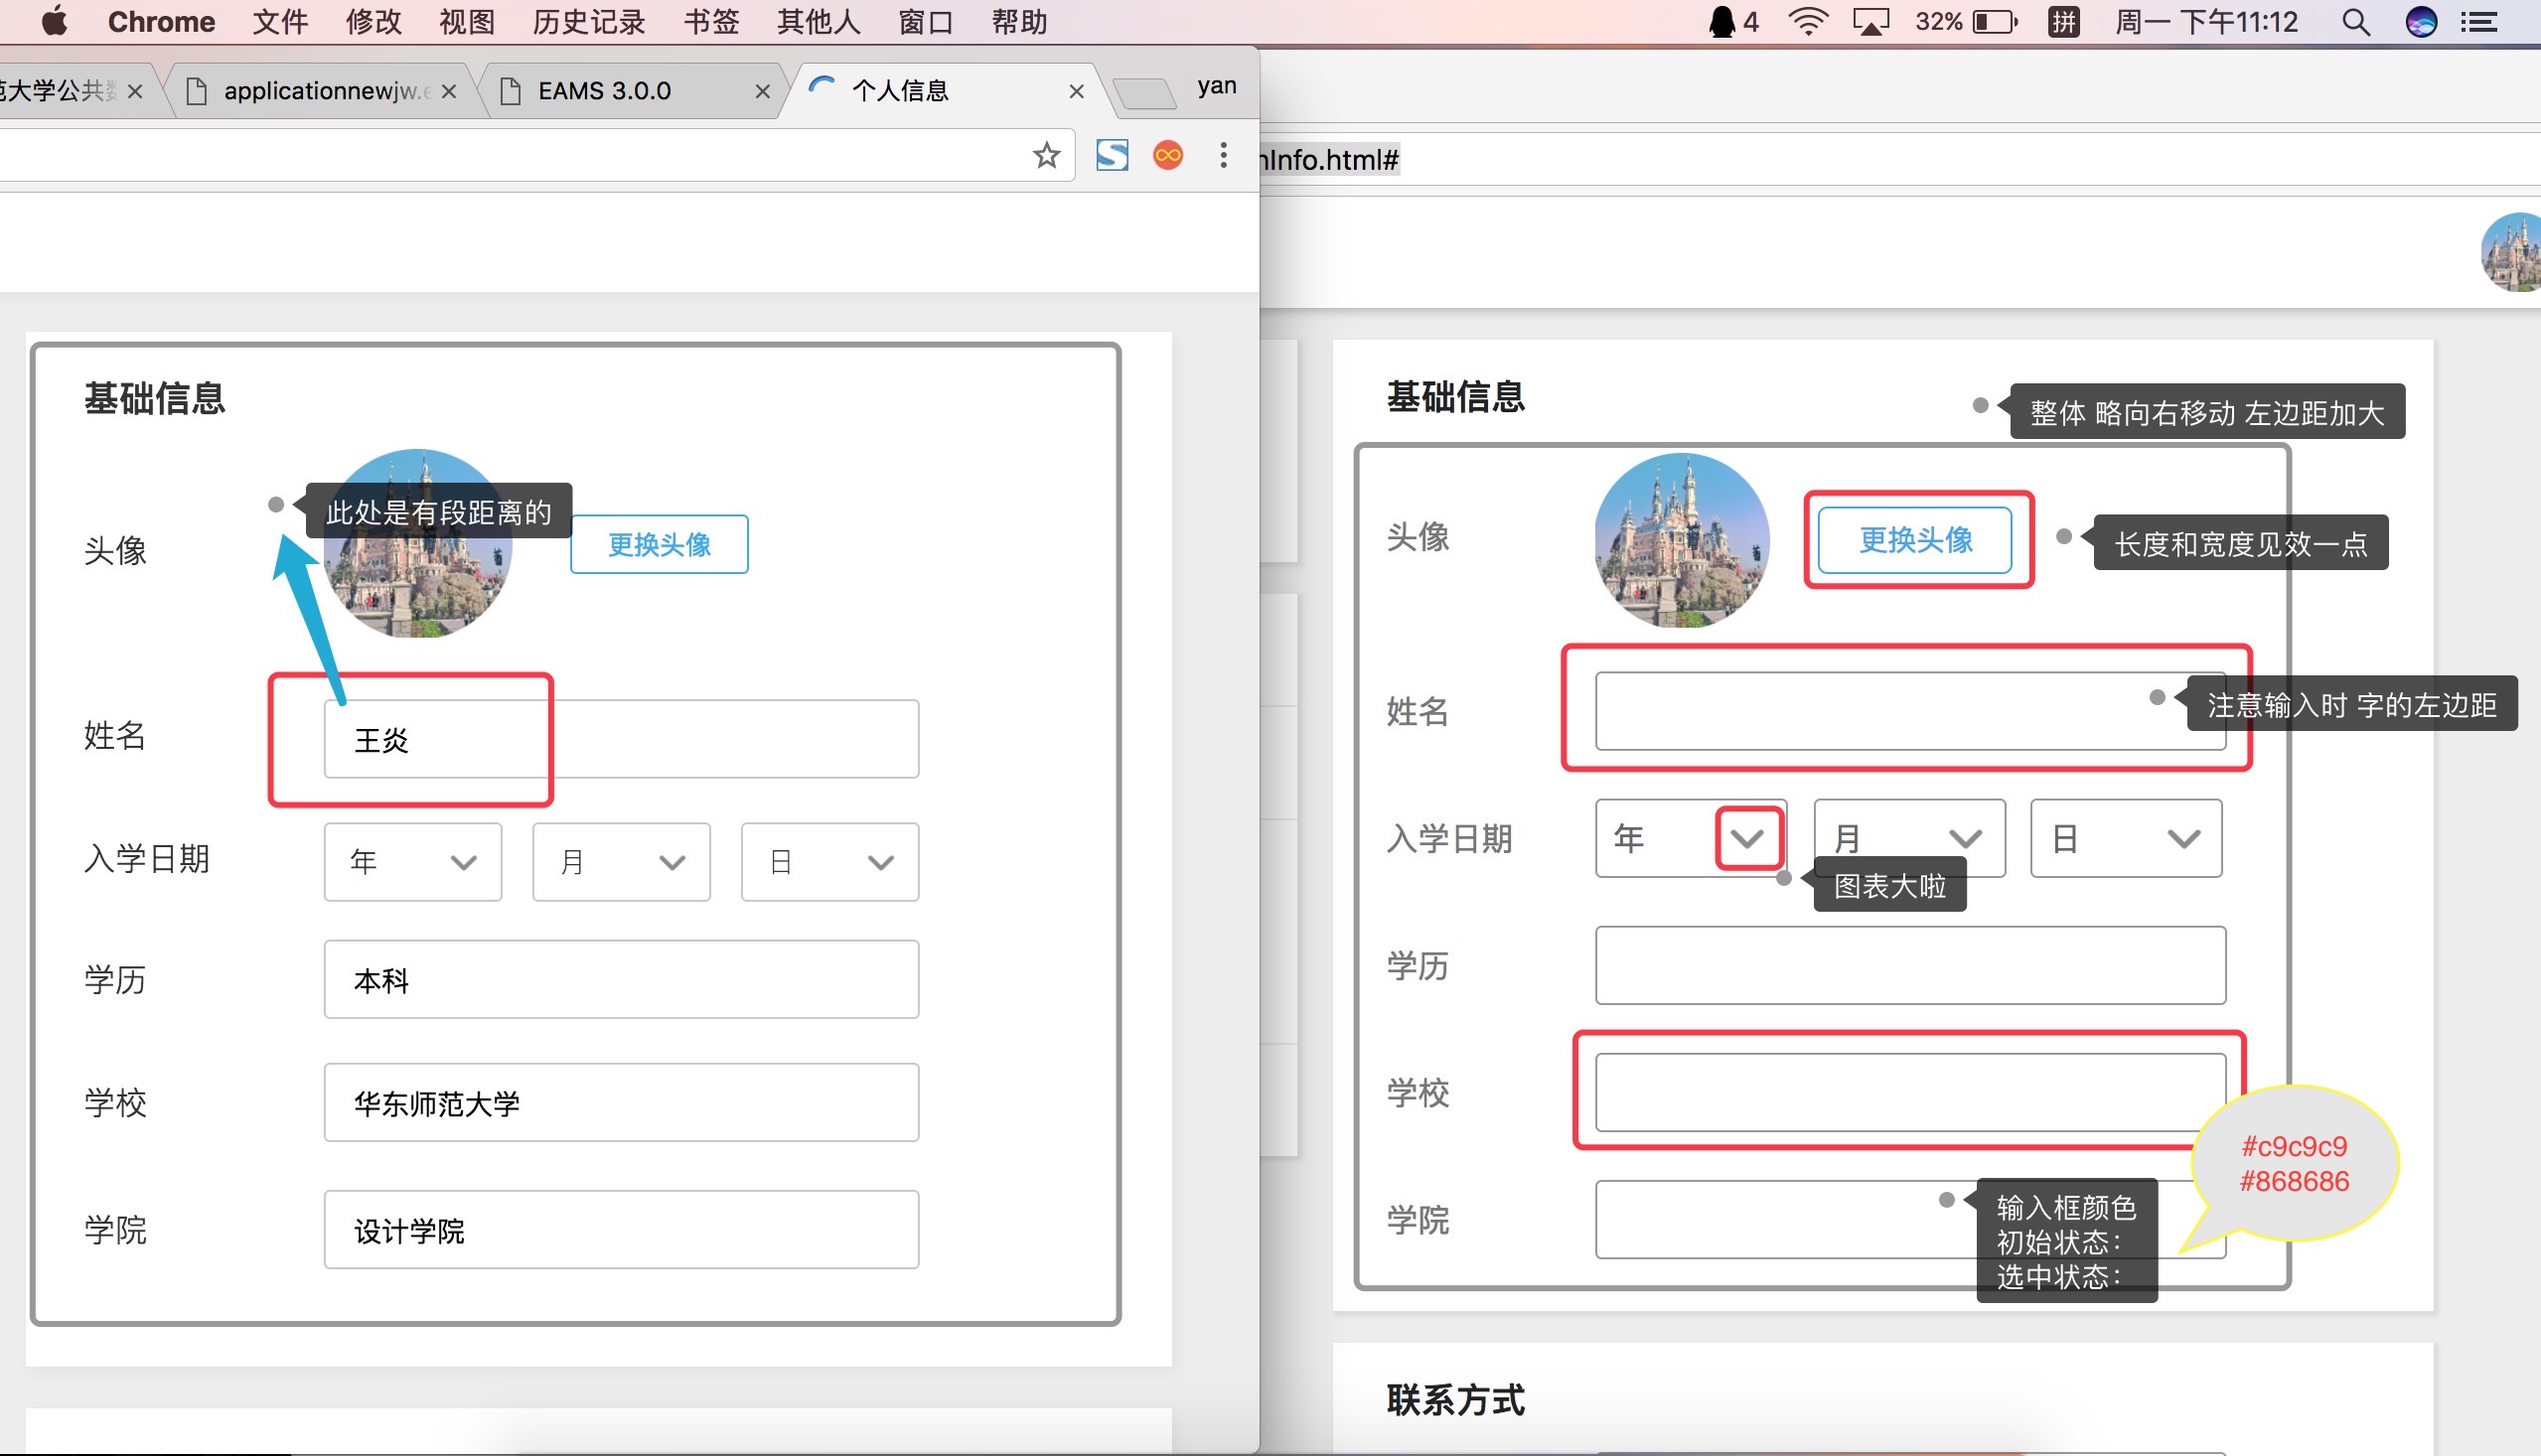 Chrome 文件 修改 视图 历史记录 书签 其他人 窗口 帮助 4 32% 拼 周一 下午11:12
范大学公共数
applicationnewjw.e
EAMS 3.0.0
个人信息
yan
nInfo.html#
基础信息
头像
此处是有段距离的
更换头像
姓名
王炎
入学日期
年
月
日
学历
本科
学校
华东师范大学
学院
设计学院
基础信息
整体 略向右移动 左边距加大
头像
更换头像
长度和宽度见效一点
姓名
注意输入时 字的左边距
入学日期
年
月
日
图表大啦
学历
学校
#c9c9c9
#868686
学院
输入框颜色
初始状态：
选中状态：
联系方式